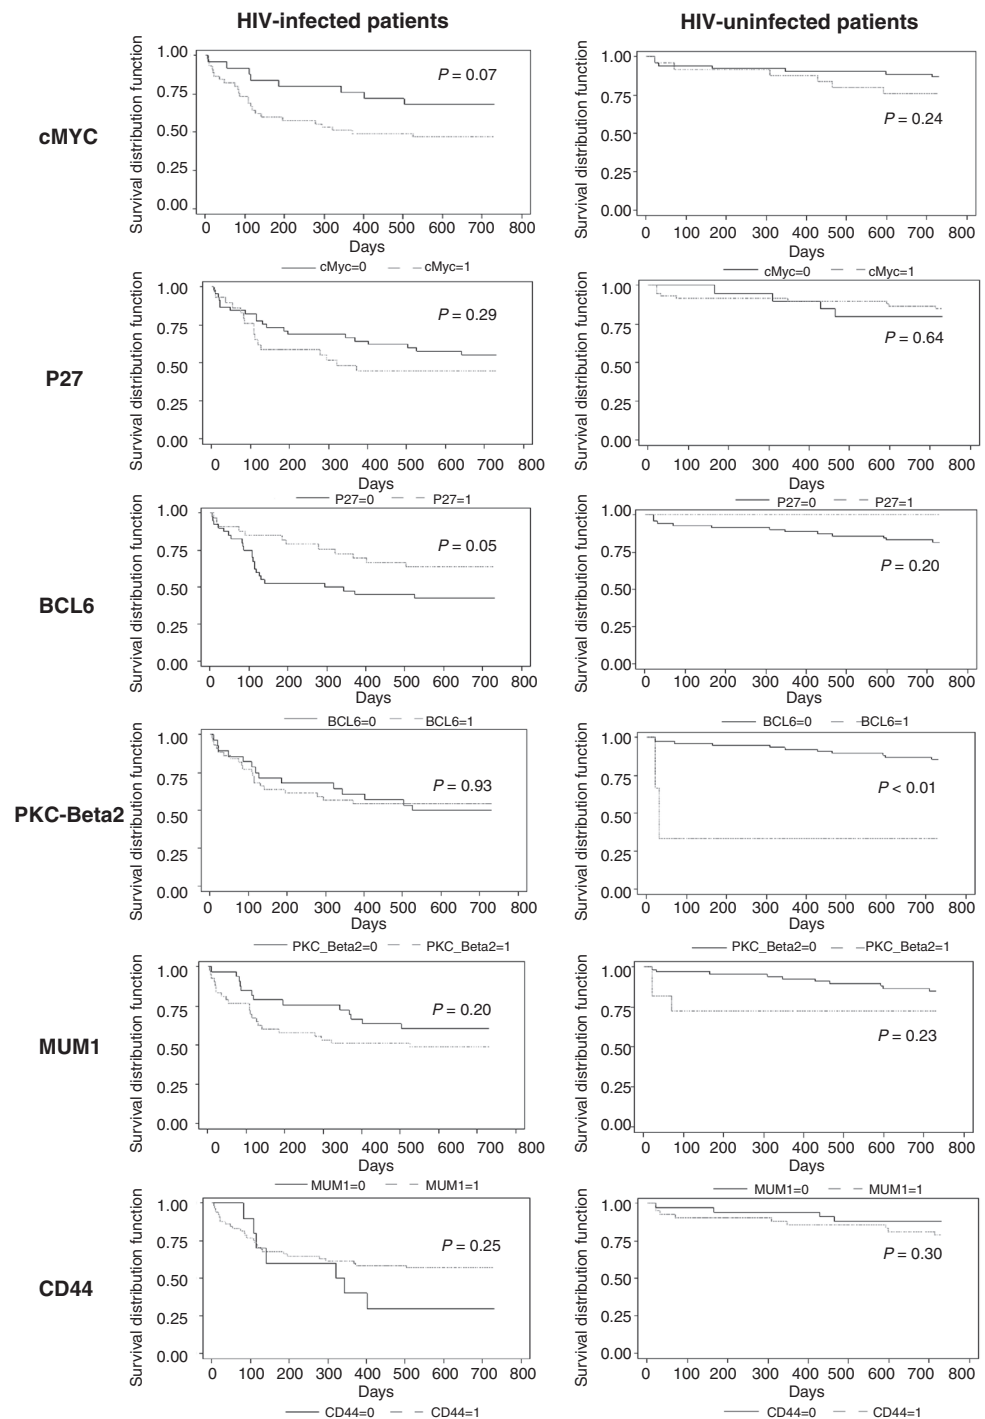 HIV-infected patients
HIV-uninfected patients
cMYC
Survival distribution function
1.00
0.75
0.50
0.25
0.00
P = 0.07
0 100 200 300 400 500 600 700 800
Days
cMyc=0 cMyc=1
Survival distribution function
1.00
0.75
0.50
0.25
0.00
P = 0.24
0 100 200 300 400 500 600 700 800
Days
cMyc=0 cMyc=1
P27
Survival distribution function
1.00
0.75
0.50
0.25
0.00
P = 0.29
0 100 200 300 400 500 600 700 800
Days
P27=0 P27=1
Survival distribution function
1.00
0.75
0.50
0.25
0.00
P = 0.64
0 100 200 300 400 500 600 700 800
Days
P27=0 P27=1
BCL6
Survival distribution function
1.00
0.75
0.50
0.25
0.00
P = 0.05
0 100 200 300 400 500 600 700 800
Days
BCL6=0 BCL6=1
Survival distribution function
1.00
0.75
0.50
0.25
0.00
P = 0.20
0 100 200 300 400 500 600 700 800
Days
BCL6=0 BCL6=1
PKC-Beta2
Survival distribution function
1.00
0.75
0.50
0.25
0.00
P = 0.93
0 100 200 300 400 500 600 700 800
Days
PKC_Beta2=0 PKC_Beta2=1
Survival distribution function
1.00
0.75
0.50
0.25
0.00
P < 0.01
0 100 200 300 400 500 600 700 800
Days
PKC_Beta2=0 PKC_Beta2=1
MUM1
Survival distribution function
1.00
0.75
0.50
0.25
0.00
P = 0.20
0 100 200 300 400 500 600 700 800
Days
MUM1=0 MUM1=1
Survival distribution function
1.00
0.75
0.50
0.25
0.00
P = 0.23
0 100 200 300 400 500 600 700 800
Days
MUM1=0 MUM1=1
CD44
Survival distribution function
1.00
0.75
0.50
0.25
0.00
P = 0.25
0 100 200 300 400 500 600 700 800
Days
CD44=0 CD44=1
Survival distribution function
1.00
0.75
0.50
0.25
0.00
P = 0.30
0 100 200 300 400 500 600 700 800
Days
CD44=0 CD44=1